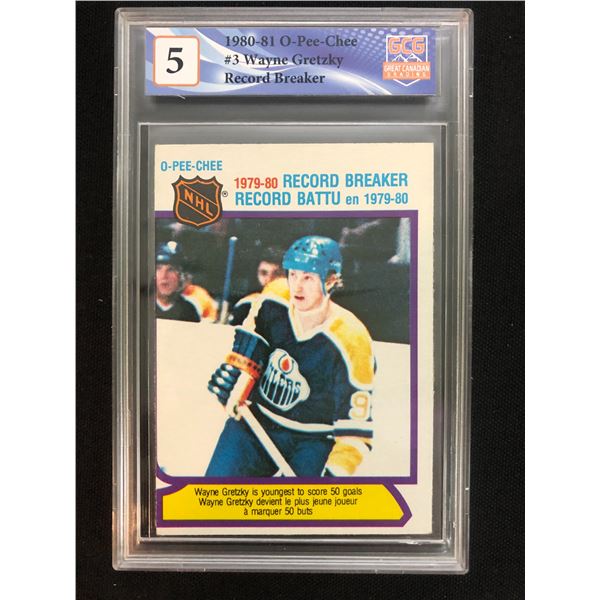 5
1980-81 O-Pee-Chee
#3 Wayne Gretzky
Record Breaker
GCG
GREAT CANADIAN
GRADING
O-PEE-CHEE
NHL ®
1979-80 RECORD BREAKER
RECORD BATTU en 1979-80
OILERS
9
Wayne Gretzky is youngest to score 50 goals
Wayne Gretzky devient le plus jeune joueur
à marquer 50 buts